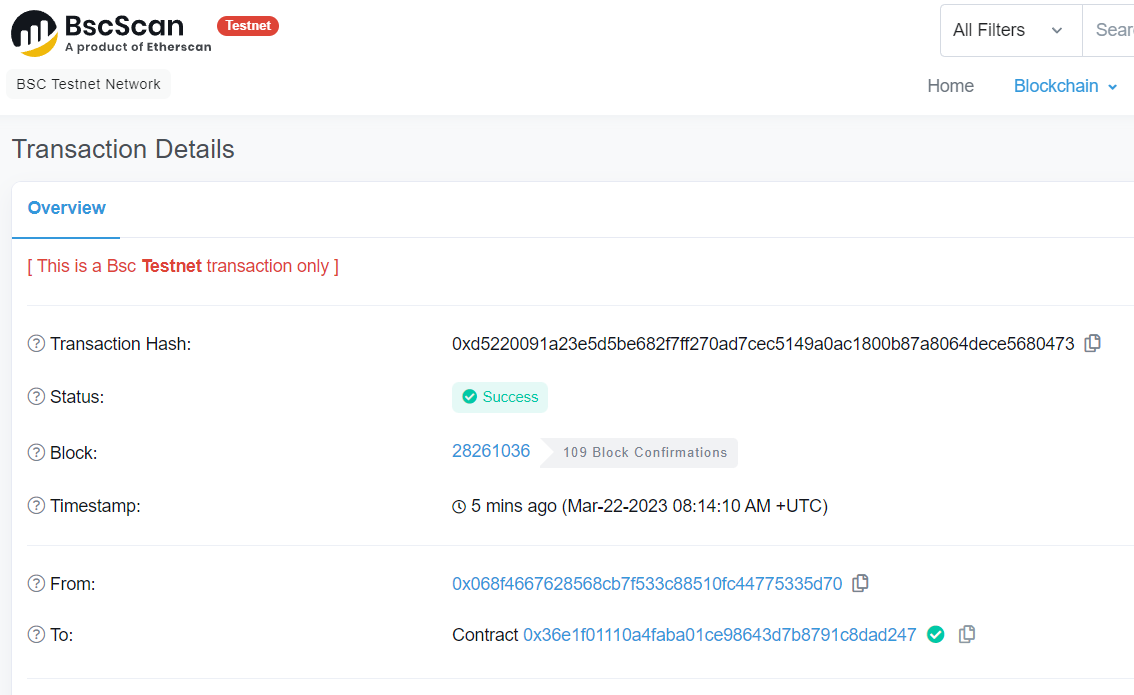 BscScan Testnet
A product of Etherscan
All Filters Sear
BSC Testnet Network
Home Blockchain
Transaction Details
Overview
[ This is a Bsc Testnet transaction only ]
Transaction Hash: 0xd5220091a23e5d5be682f7ff270ad7cec5149a0ac1800b87a8064dece5680473
Status: Success
Block: 28261036 109 Block Confirmations
Timestamp: 5 mins ago (Mar-22-2023 08:14:10 AM +UTC)
From: 0x068f4667628568cb7f533c88510fc44775335d70
To: Contract 0x36e1f01110a4faba01ce98643d7b8791c8dad247